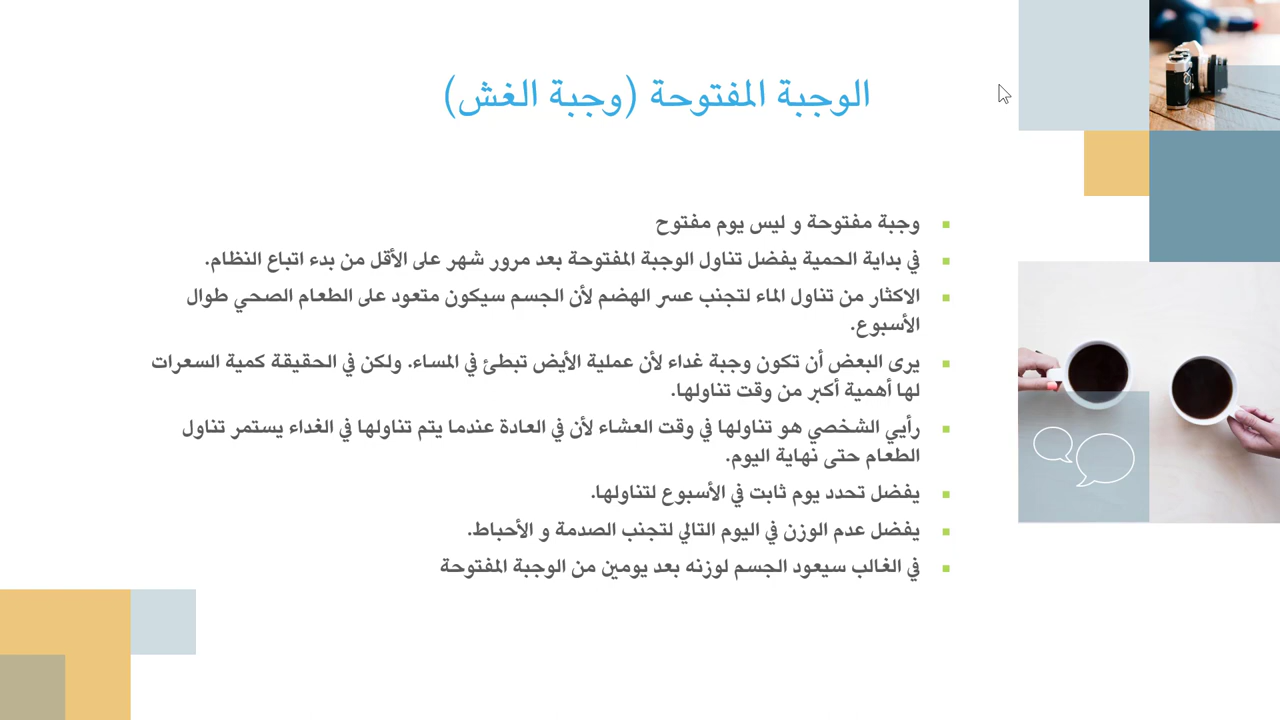 الوجبة المفتوحة (وجبة الغش)
وجبة مفتوحة و ليس يوم مفتوح
في بداية الحمية يفضل تناول الوجبة المفتوحة بعد مرور شهر على الأقل من بدء اتباع النظام.
الاكثار من تناول الماء لتجنب عسر الهضم لأن الجسم سيكون متعود على الطعام الصحي طوال
الأسبوع.
يرى البعض أن تكون وجبة غداء لأن عملية الأيض تبطئ في المساء. ولكن في الحقيقة كمية السعرات
لها أهمية أكبر من وقت تناولها.
رأيي الشخصي هو تناولها في وقت العشاء لأن في العادة عندما يتم تناولها في الغداء يستمر تناول
الطعام حتى نهاية اليوم.
يفضل تحدد يوم ثابت في الأسبوع لتناولها.
يفضل عدم الوزن في اليوم التالي لتجنب الصدمة و الأحباط.
في الغالب سيعود الجسم لوزنه بعد يومين من الوجبة المفتوحة